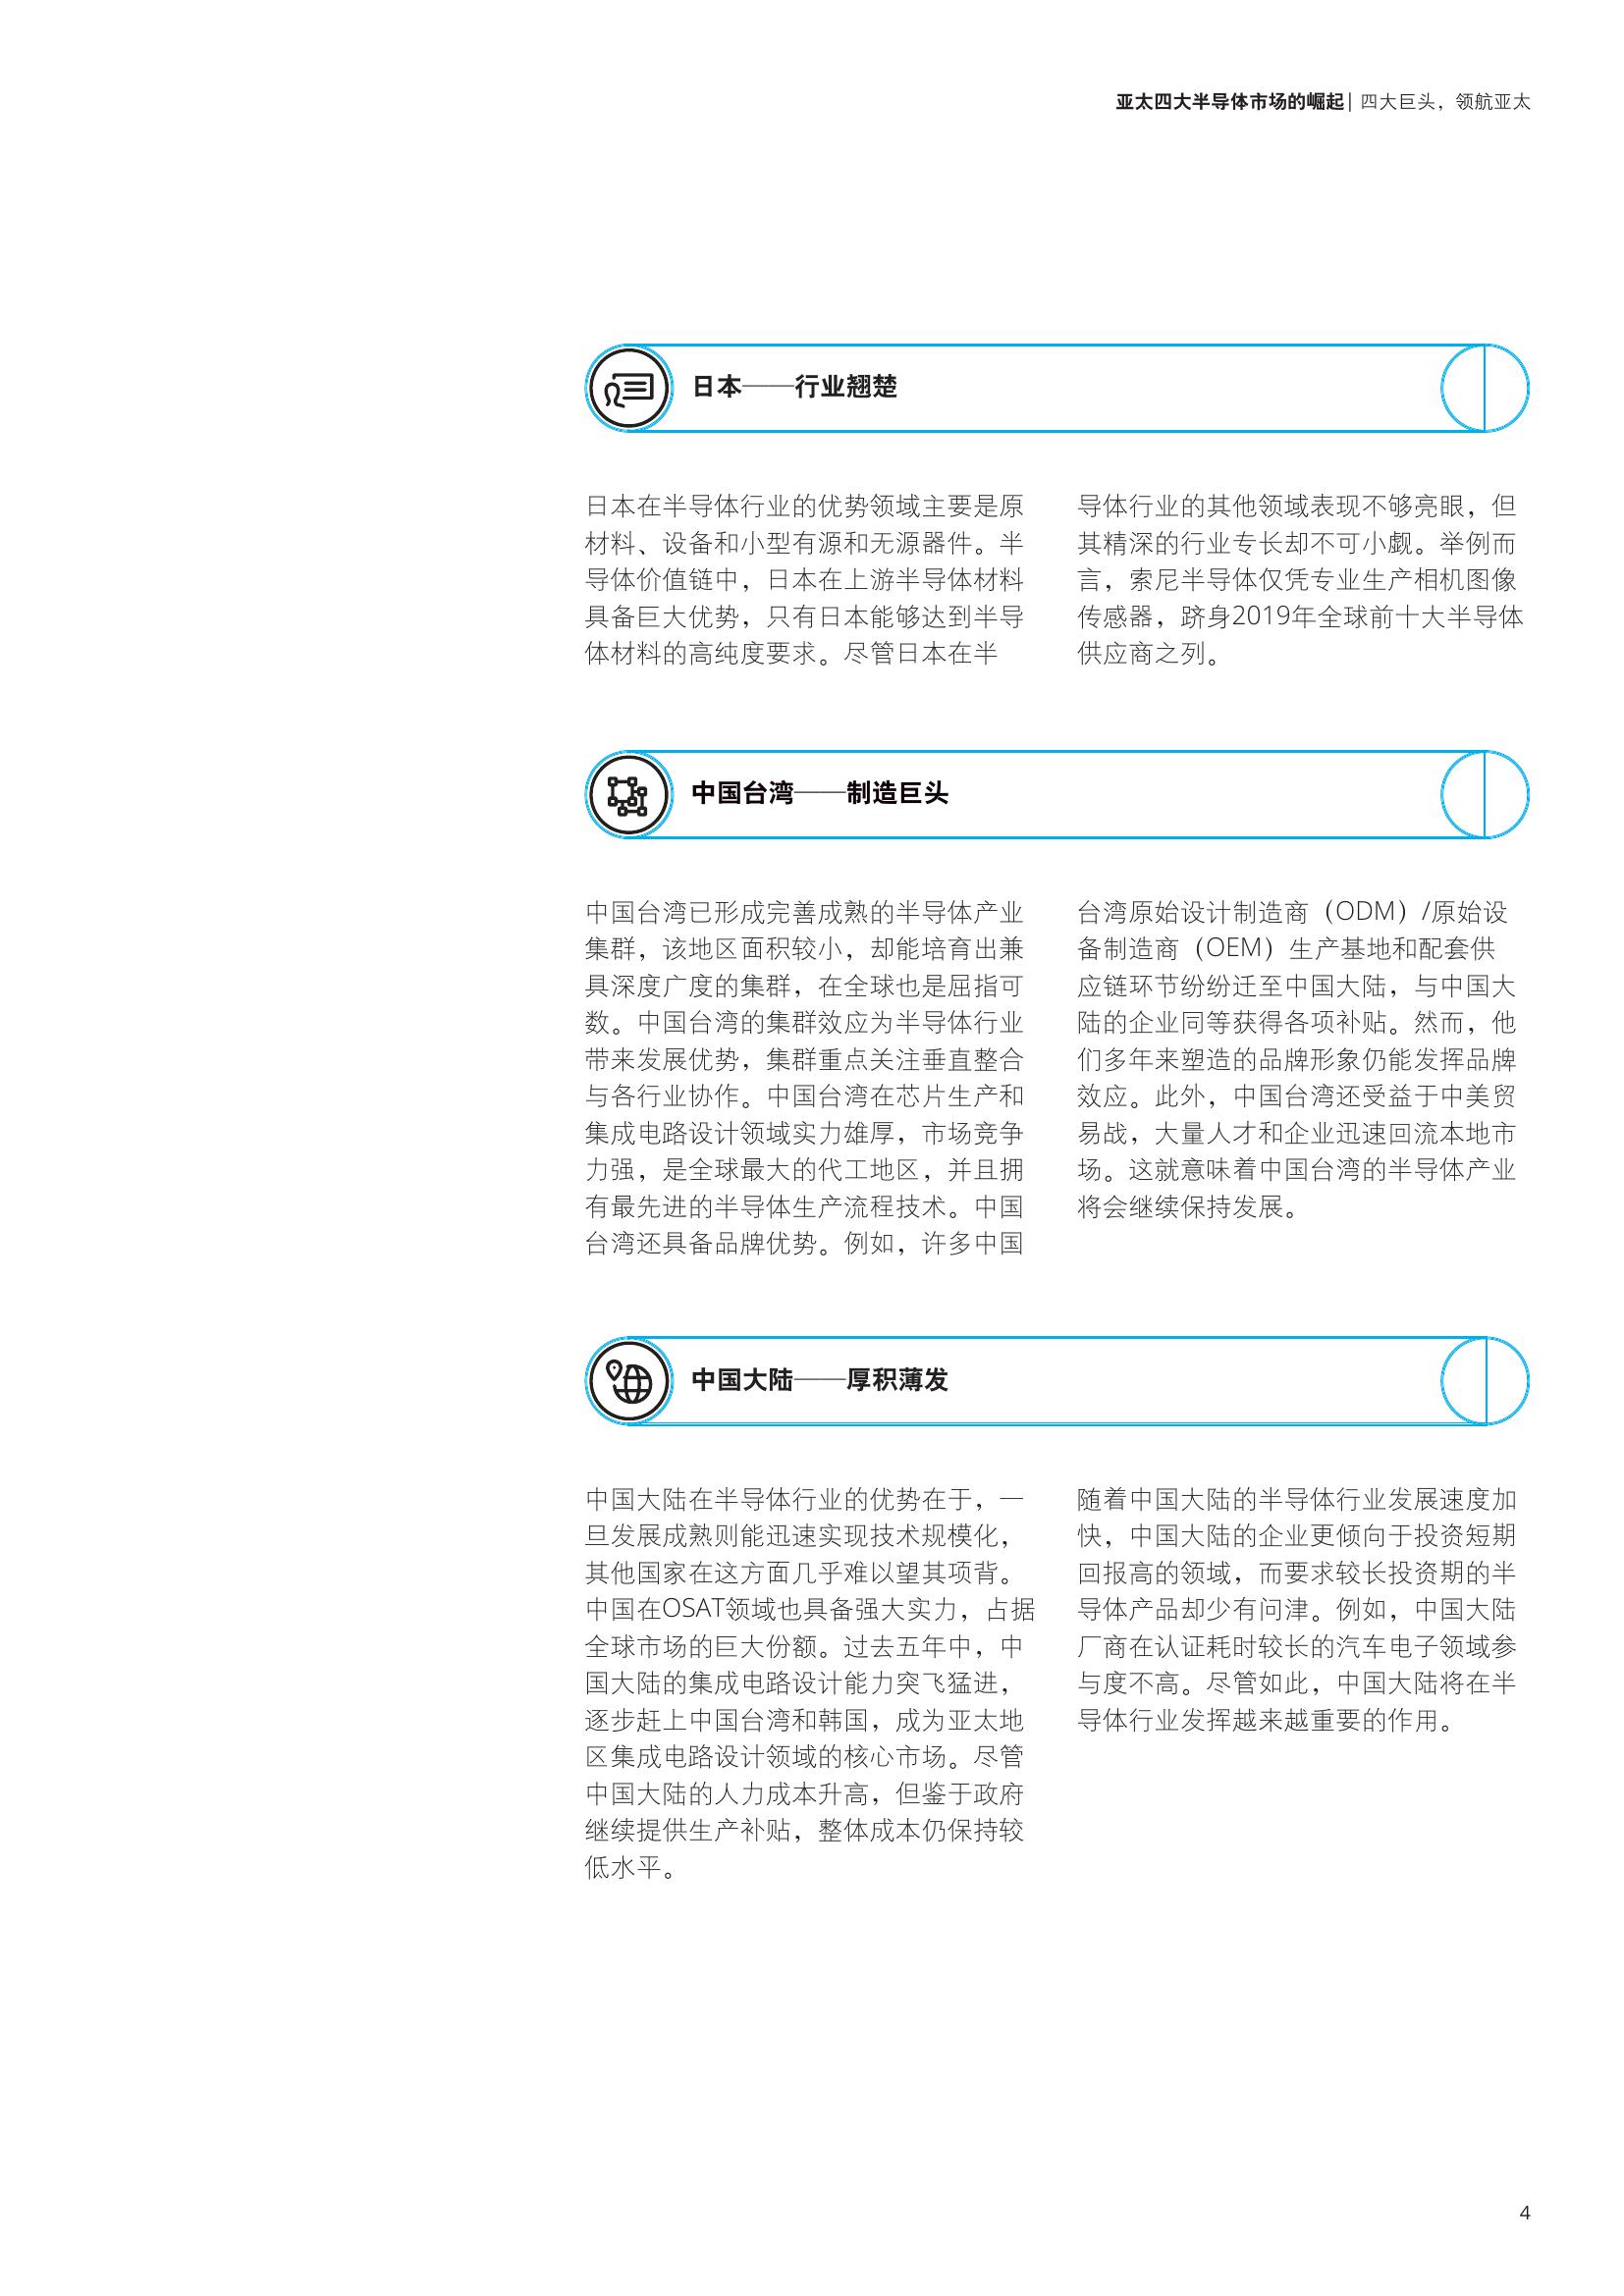 亚太四大半导体市场的崛起| 四大巨头，领航亚太
日本——行业翘楚
日本在半导体行业的优势领域主要是原
材料、设备和小型有源和无源器件。半
导体价值链中，日本在上游半导体材料
具备巨大优势，只有日本能够达到半导
体材料的高纯度要求。尽管日本在半
导体行业的其他领域表现不够亮眼，但
其精深的行业专长却不可小觑。举例而
言，索尼半导体仅凭专业生产相机图像
传感器，跻身2019年全球前十大半导体
供应商之列。
中国台湾——制造巨头
中国台湾已形成完善成熟的半导体产业
集群，该地区面积较小，却能培育出兼
具深度广度的集群，在全球也是屈指可
数。中国台湾的集群效应为半导体行业
带来发展优势，集群重点关注垂直整合
与各行业协作。中国台湾在芯片生产和
集成电路设计领域实力雄厚，市场竞争
力强，是全球最大的代工地区，并且拥
有最先进的半导体生产流程技术。中国
台湾还具备品牌优势。例如，许多中国
台湾原始设计制造商（ODM）/原始设
备制造商（OEM）生产基地和配套供
应链环节纷纷迁至中国大陆，与中国大
陆的企业同等获得各项补贴。然而，他
们多年来塑造的品牌形象仍能发挥品牌
效应。此外，中国台湾还受益于中美贸
易战，大量人才和企业迅速回流本地市
场。这就意味着中国台湾的半导体产业
将会继续保持发展。
中国大陆——厚积薄发
中国大陆在半导体行业的优势在于，一
旦发展成熟则能迅速实现技术规模化，
其他国家在这方面几乎难以望其项背。
中国在OSAT领域也具备强大实力，占据
全球市场的巨大份额。过去五年中，中
国大陆的集成电路设计能力突飞猛进，
逐步赶上中国台湾和韩国，成为亚太地
区集成电路设计领域的核心市场。尽管
中国大陆的人力成本升高，但鉴于政府
继续提供生产补贴，整体成本仍保持较
低水平。
随着中国大陆的半导体行业发展速度加
快，中国大陆的企业更倾向于投资短期
回报高的领域，而要求较长投资期的半
导体产品却少有问津。例如，中国大陆
厂商在认证耗时较长的汽车电子领域参
与度不高。尽管如此，中国大陆将在半
导体行业发挥越来越重要的作用。
4